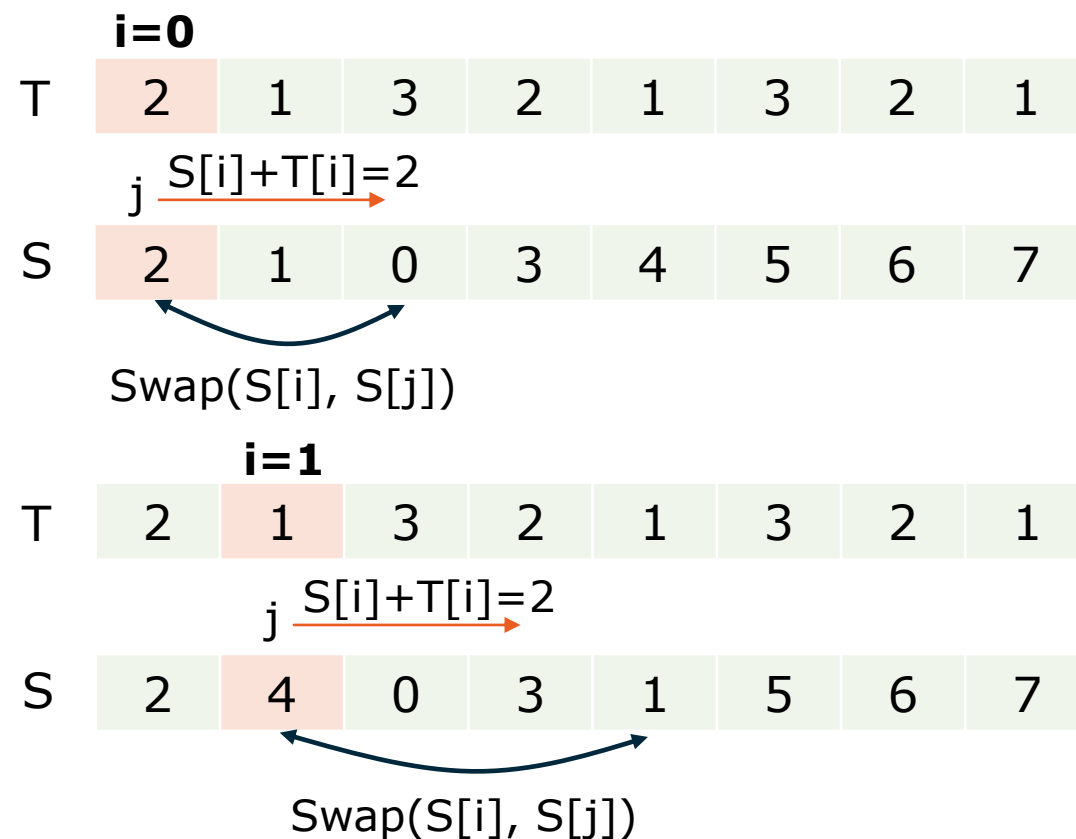 i=0
T 2 1 3 2 1 3 2 1
j S[i]+T[i]=2
S 2 1 0 3 4 5 6 7
Swap(S[i], S[j])
i=1
T 2 1 3 2 1 3 2 1
j S[i]+T[i]=2
S 2 4 0 3 1 5 6 7
Swap(S[i], S[j])